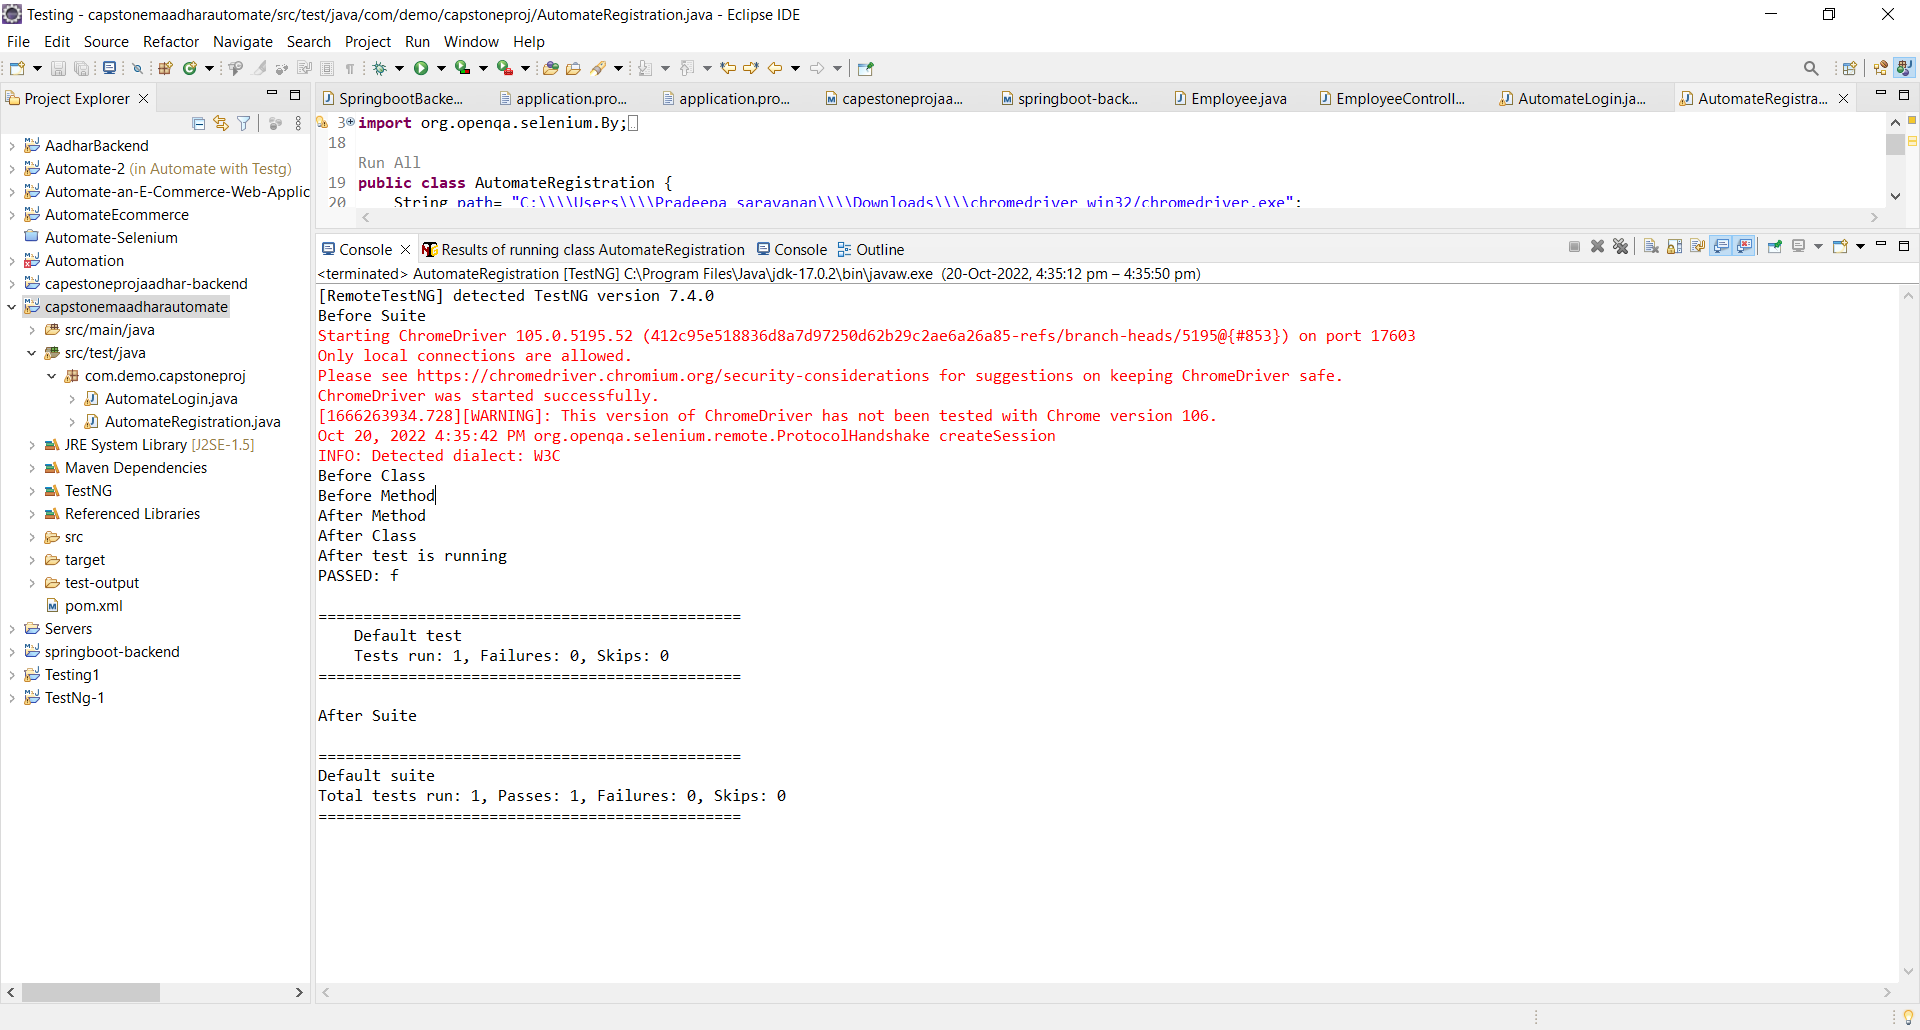 Testing - capstonemaadharautomate/src/test/java/com/demo/capstoneproj/AutomateRegistration.java - Eclipse IDE
File Edit Source Refactor Navigate Search Project Run Window Help
Project Explorer
AadharBackend
Automate-2 (in Automate with Testg)
Automate-an-E-Commerce-Web-Applic
AutomateEcommerce
Automate-Selenium
Automation
capestoneprojaadhar-backend
capstonemaadharautomate
src/main/java
src/test/java
com.demo.capstoneproj
AutomateLogin.java
AutomateRegistration.java
JRE System Library [J2SE-1.5]
Maven Dependencies
TestNG
Referenced Libraries
src
target
test-output
pom.xml
Servers
springboot-backend
Testing1
TestNg-1
SpringbootBacke... application.pro... application.pro... capestoneprojaa... springboot-back... Employee.java EmployeeControll... AutomateLogin.ja... AutomateRegistra...
3 import org.openqa.selenium.By;
18
Run All
19 public class AutomateRegistration {
20 String path= "C:\\\\Users\\\\Pradeepa saravanan\\\\Downloads\\\\chromedriver_win32/chromedriver.exe";
Console Results of running class AutomateRegistration Console Outline
<terminated> AutomateRegistration [TestNG] C:\Program Files\Java\jdk-17.0.2\bin\javaw.exe (20-Oct-2022, 4:35:12 pm – 4:35:50 pm)
[RemoteTestNG] detected TestNG version 7.4.0
Before Suite
Starting ChromeDriver 105.0.5195.52 (412c95e518836d8a7d97250d62b29c2ae6a26a85-refs/branch-heads/5195@{#853}) on port 17603
Only local connections are allowed.
Please see https://chromedriver.chromium.org/security-considerations for suggestions on keeping ChromeDriver safe.
ChromeDriver was started successfully.
[1666263934.728][WARNING]: This version of ChromeDriver has not been tested with Chrome version 106.
Oct 20, 2022 4:35:42 PM org.openqa.selenium.remote.ProtocolHandshake createSession
INFO: Detected dialect: W3C
Before Class
Before Method
After Method
After Class
After test is running
PASSED: f
===============================================
Default test
Tests run: 1, Failures: 0, Skips: 0
===============================================
After Suite
===============================================
Default suite
Total tests run: 1, Passes: 1, Failures: 0, Skips: 0
===============================================